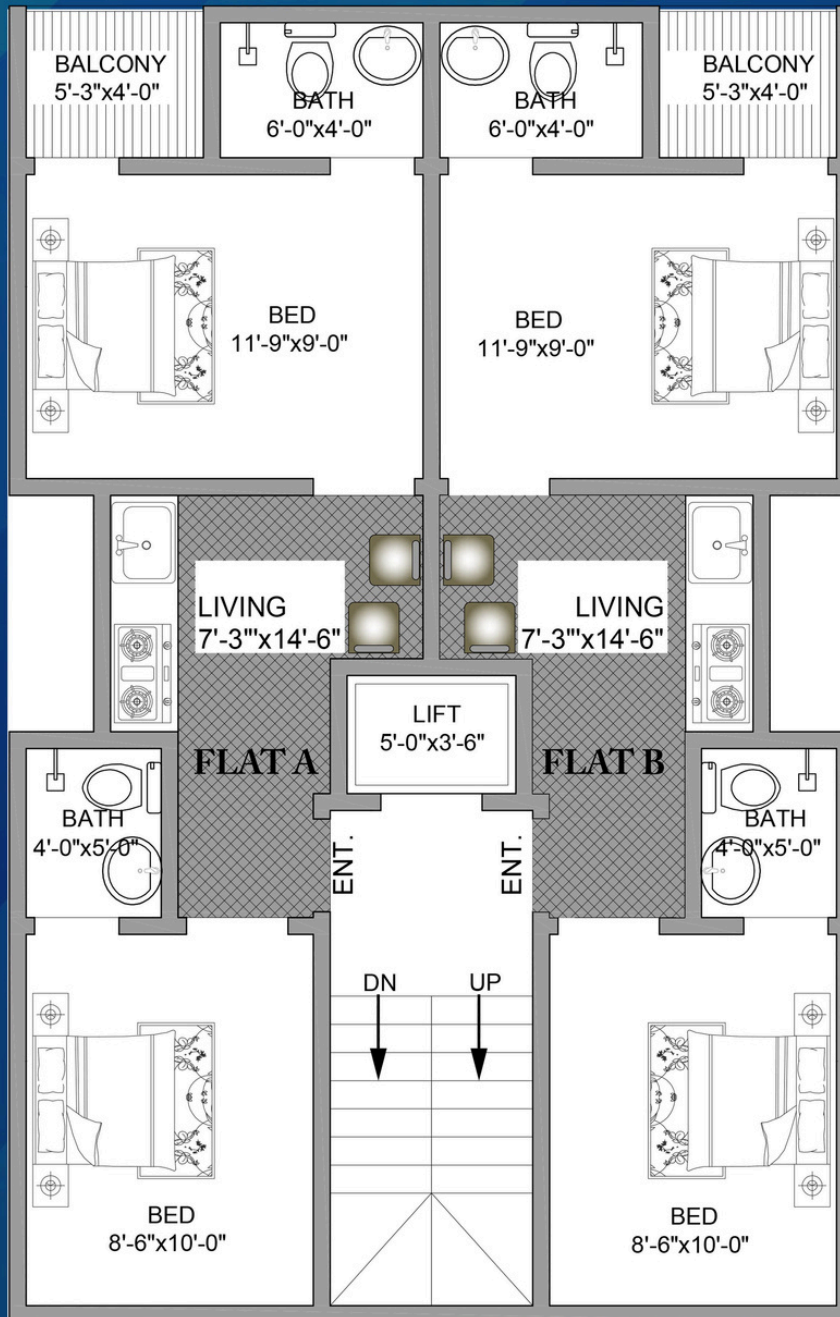 BALCONY
5'-3"x4'-0"
BATH
6'-0"x4'-0"
BATH
6'-0"x4'-0"
BALCONY
5'-3"x4'-0"
BED
11'-9"x9'-0"
BED
11'-9"x9'-0"
LIVING
7'-3'"x14'-6"
LIVING
7'-3'"x14'-6"
LIFT
5'-0"x3'-6"
FLAT A
FLAT B
BATH
4'-0"x5'-0"
ENT.
ENT.
BATH
4'-0"x5'-0"
DN
UP
BED
8'-6"x10'-0"
BED
8'-6"x10'-0"